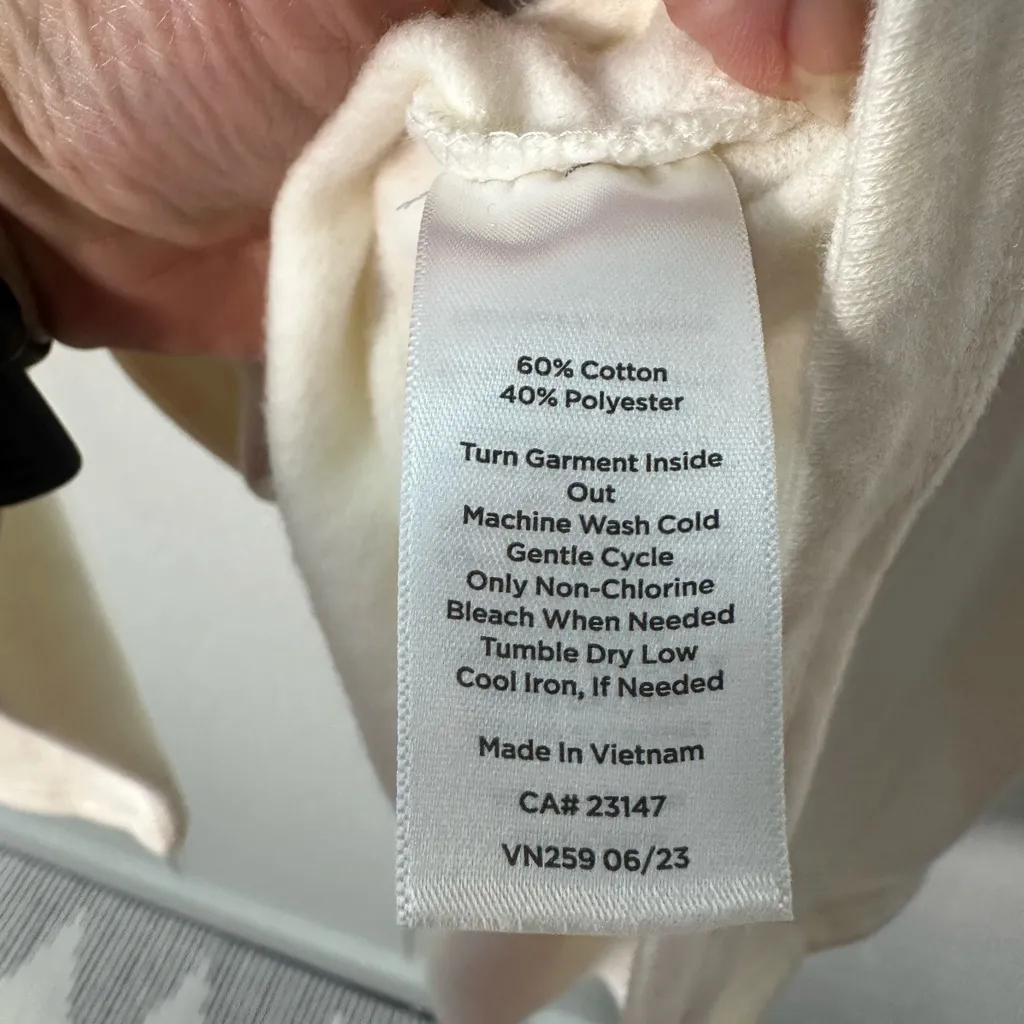 60% Cotton
40% Polyester
Turn Garment Inside
Out
Machine Wash Cold
Gentle Cycle
Only Non-Chlorine
Bleach When Needed
Tumble Dry Low
Cool Iron, If Needed
Made In Vietnam
CA# 23147
VN259 06/23